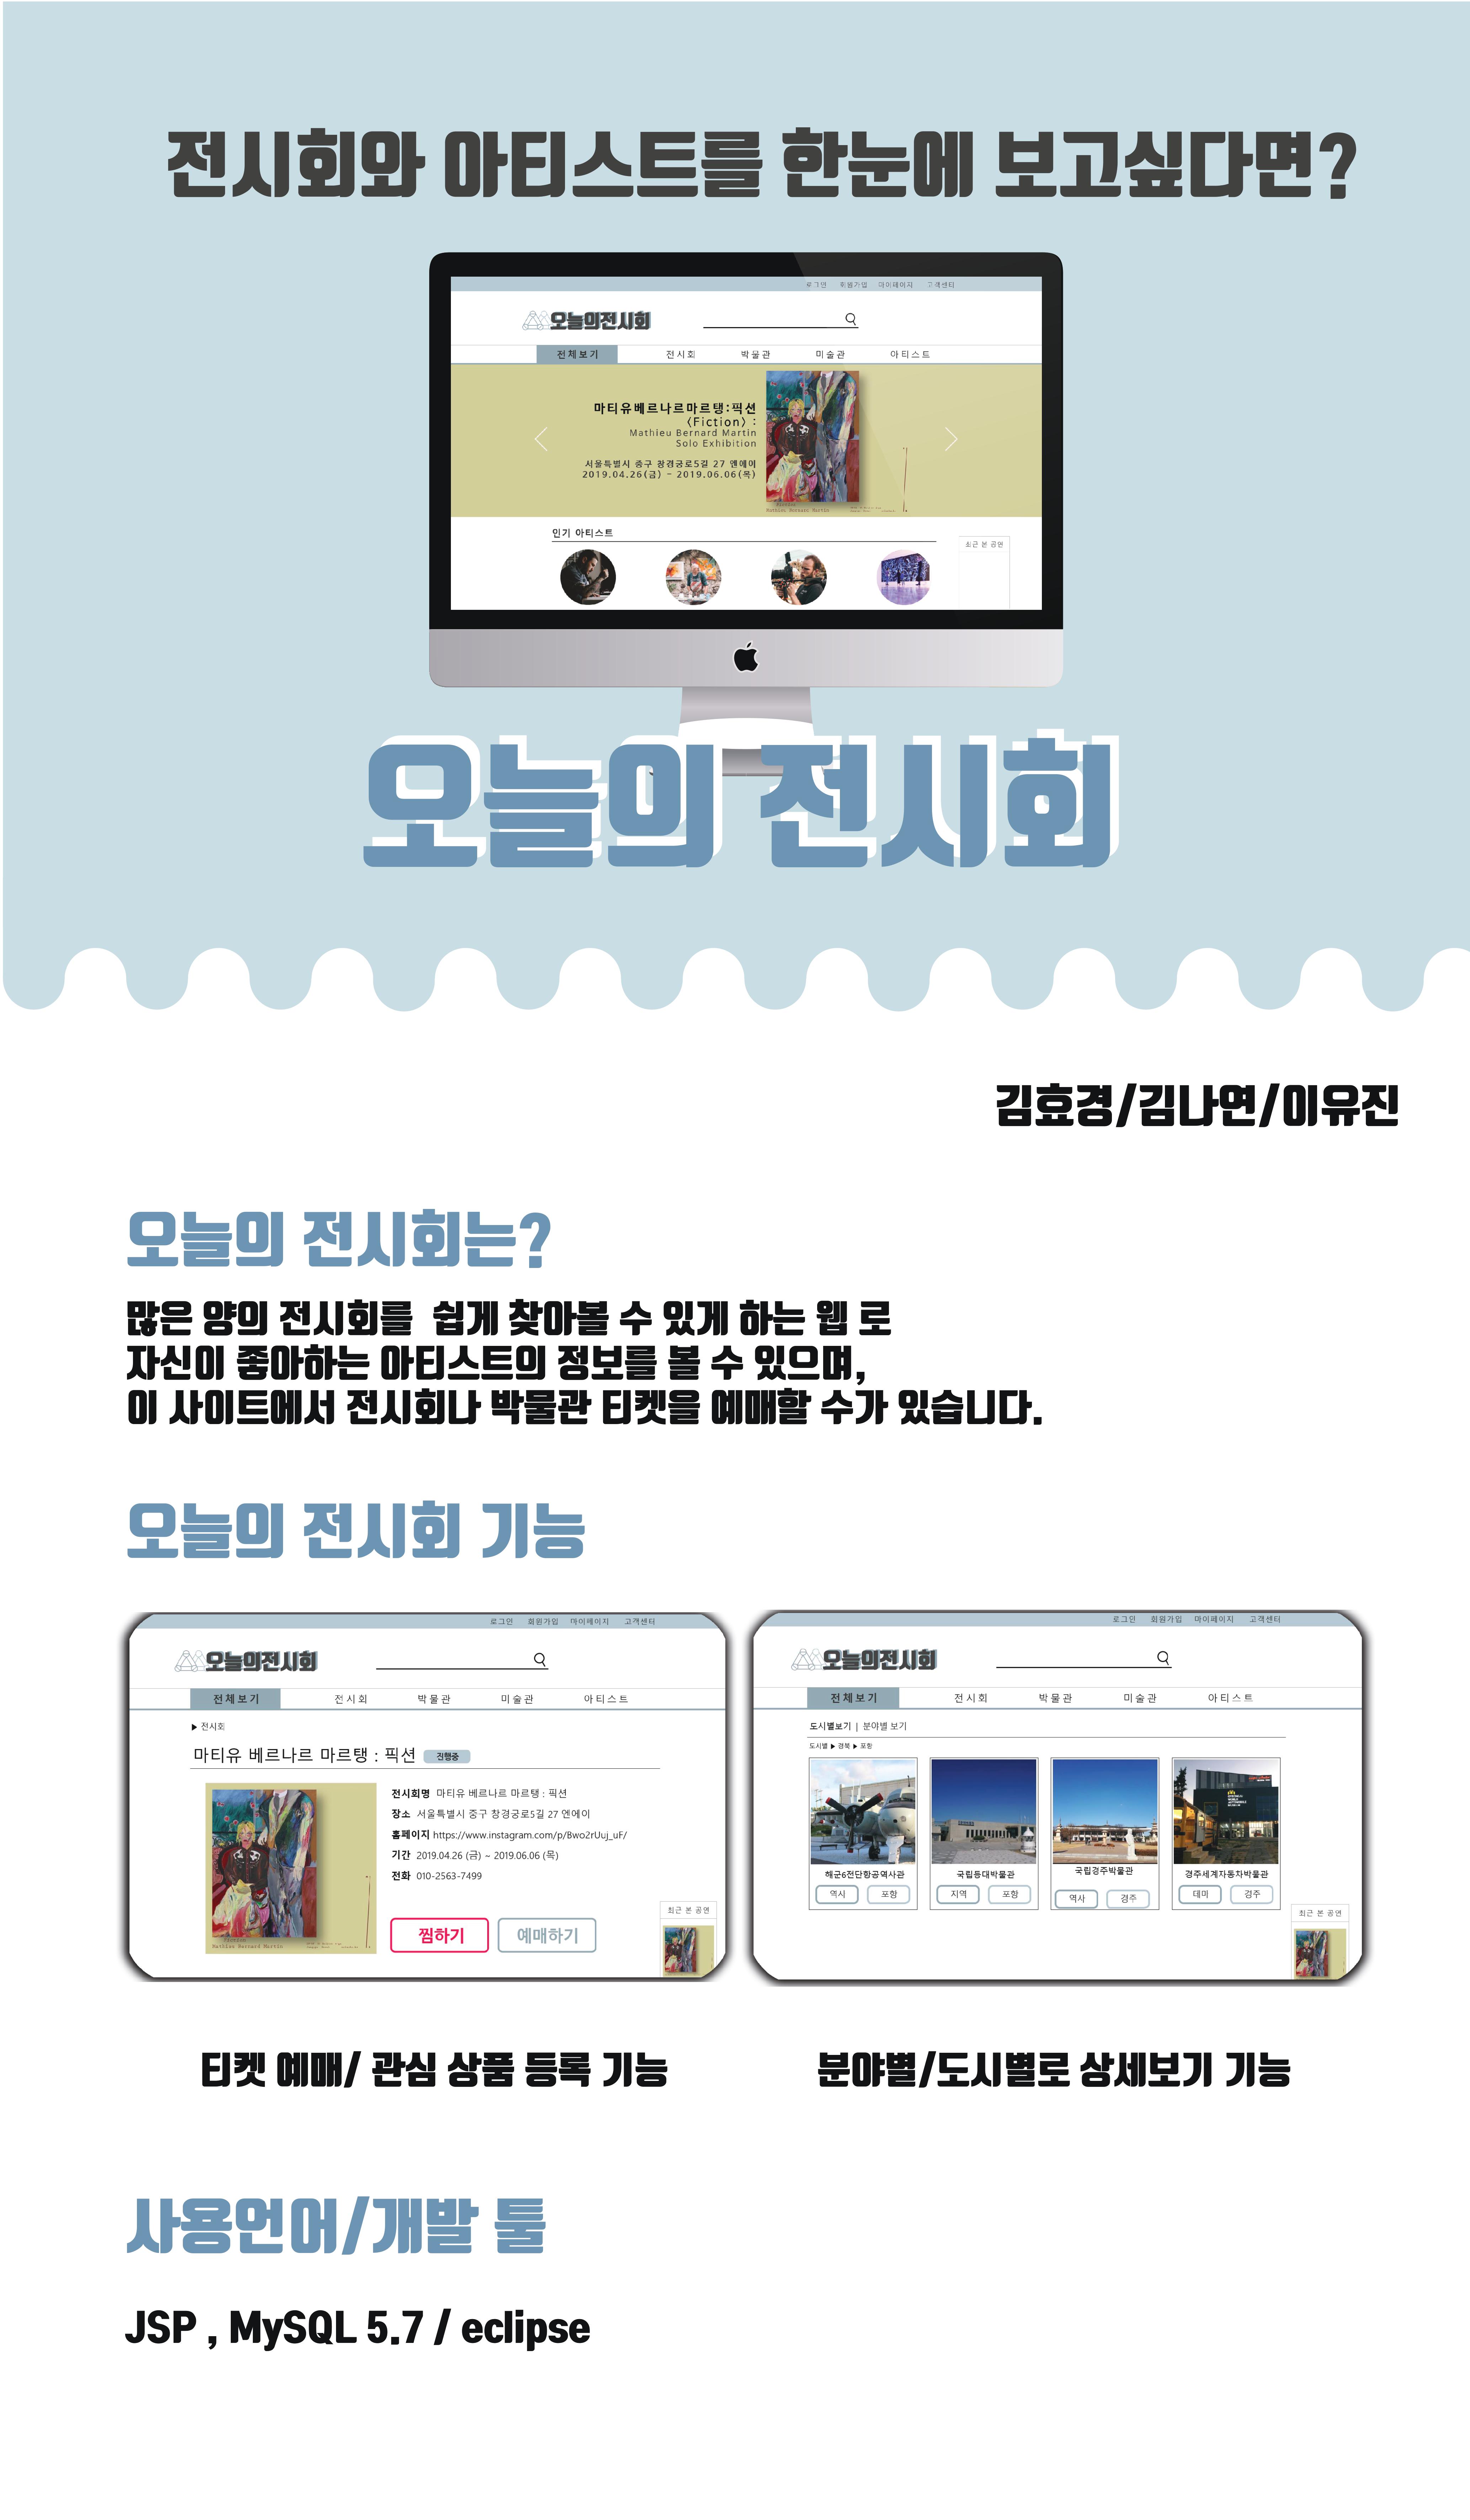 전시회와 아티스트를 한눈에 보고싶다면?
로그인 회원가입 마이페이지 고객센터
오늘의전시회
전체보기 전시회 박물관 미술관 아티스트
마티유베르나르마르탱:픽션
〈Fiction〉 :
Mathieu Bernard Martin
Solo Exhibition
서울특별시 중구 창경궁로5길 27 앤에이
2019.04.26(금) ~ 2019.06.06(목)
Mathieu Bernard Martin
인기 아티스트
최근 본 공연
오늘의 전시회
김효경/김나연/이유진
오늘의 전시회는?
많은 양의 전시회를 쉽게 찾아볼 수 있게 하는 웹 로
자신이 좋아하는 아티스트의 정보를 볼 수 있으며,
이 사이트에서 전시회나 박물관 티켓을 예매할 수가 있습니다.
오늘의 전시회 기능
로그인 회원가입 마이페이지 고객센터
오늘의전시회
전체보기 전시회 박물관 미술관 아티스트
▶ 전시회
마티유 베르나르 마르탱 : 픽션 진행중
전시회명 마티유 베르나르 마르탱 : 픽션
장소 서울특별시 중구 창경궁로5길 27 엔에이
홈페이지 https://www.instagram.com/p/Bwo2rUuj_uF/
기간 2019.04.26 (금) ~ 2019.06.06 (목)
전화 010-2563-7499
찜하기 예매하기
Mathieu Bernard Martin
최근 본 공연
로그인 회원가입 마이페이지 고객센터
오늘의전시회
전체보기 전시회 박물관 미술관 아티스트
도시별보기 | 분야별 보기
도시별 ▶ 경북 ▶ 포항
해군6전단항공역사관 국립등대박물관 국립경주박물관 경주세계자동차박물관
역사 포항 지역 포항 역사 경주 테미 경주
최근 본 공연
티켓 예매/ 관심 상품 등록 기능
분야별/도시별로 상세보기 기능
사용언어/개발 툴
JSP , MySQL 5.7 / eclipse